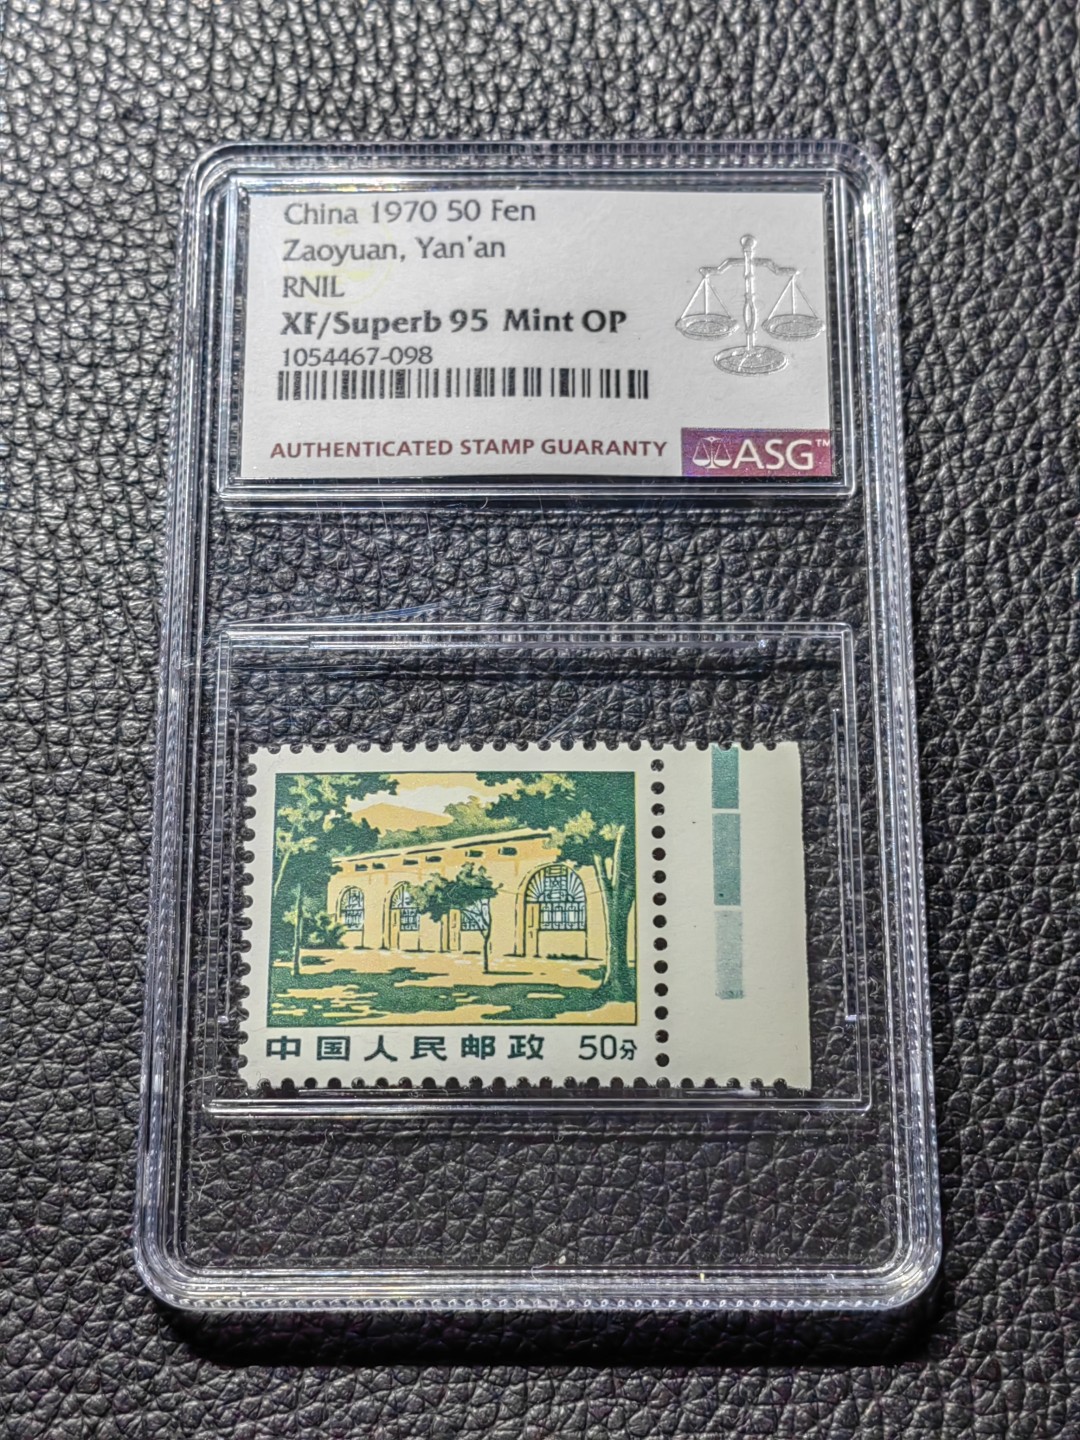 China 1970 50 Fen
Zaoyuan, Yan'an
RNIL
XF/Superb 95 Mint OP
1054467-098
AUTHENTICATED STAMP GUARANTY
ASG™
中国人民邮政 50分